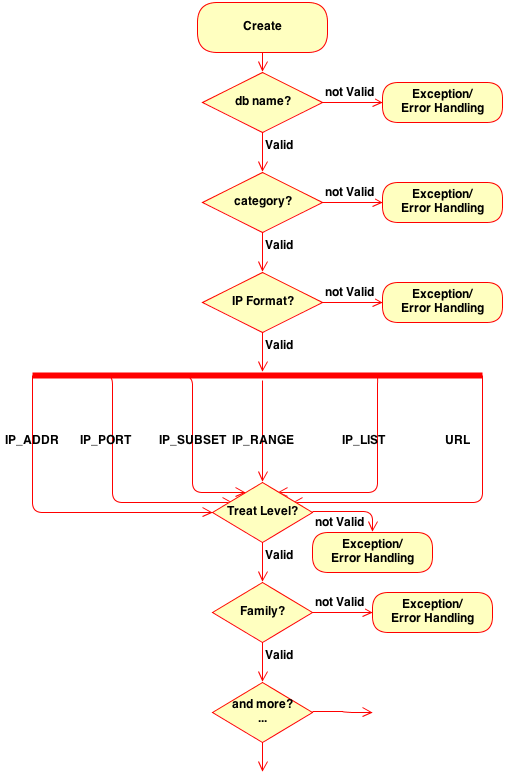 Create
db name?
not Valid
Exception/
Error Handling
Valid
category?
not Valid
Exception/
Error Handling
Valid
IP Format?
not Valid
Exception/
Error Handling
Valid
IP_ADDR
IP_PORT
IP_SUBSET
IP_RANGE
IP_LIST
URL
Treat Level?
not Valid
Exception/
Error Handling
Valid
Family?
not Valid
Exception/
Error Handling
Valid
and more?
...